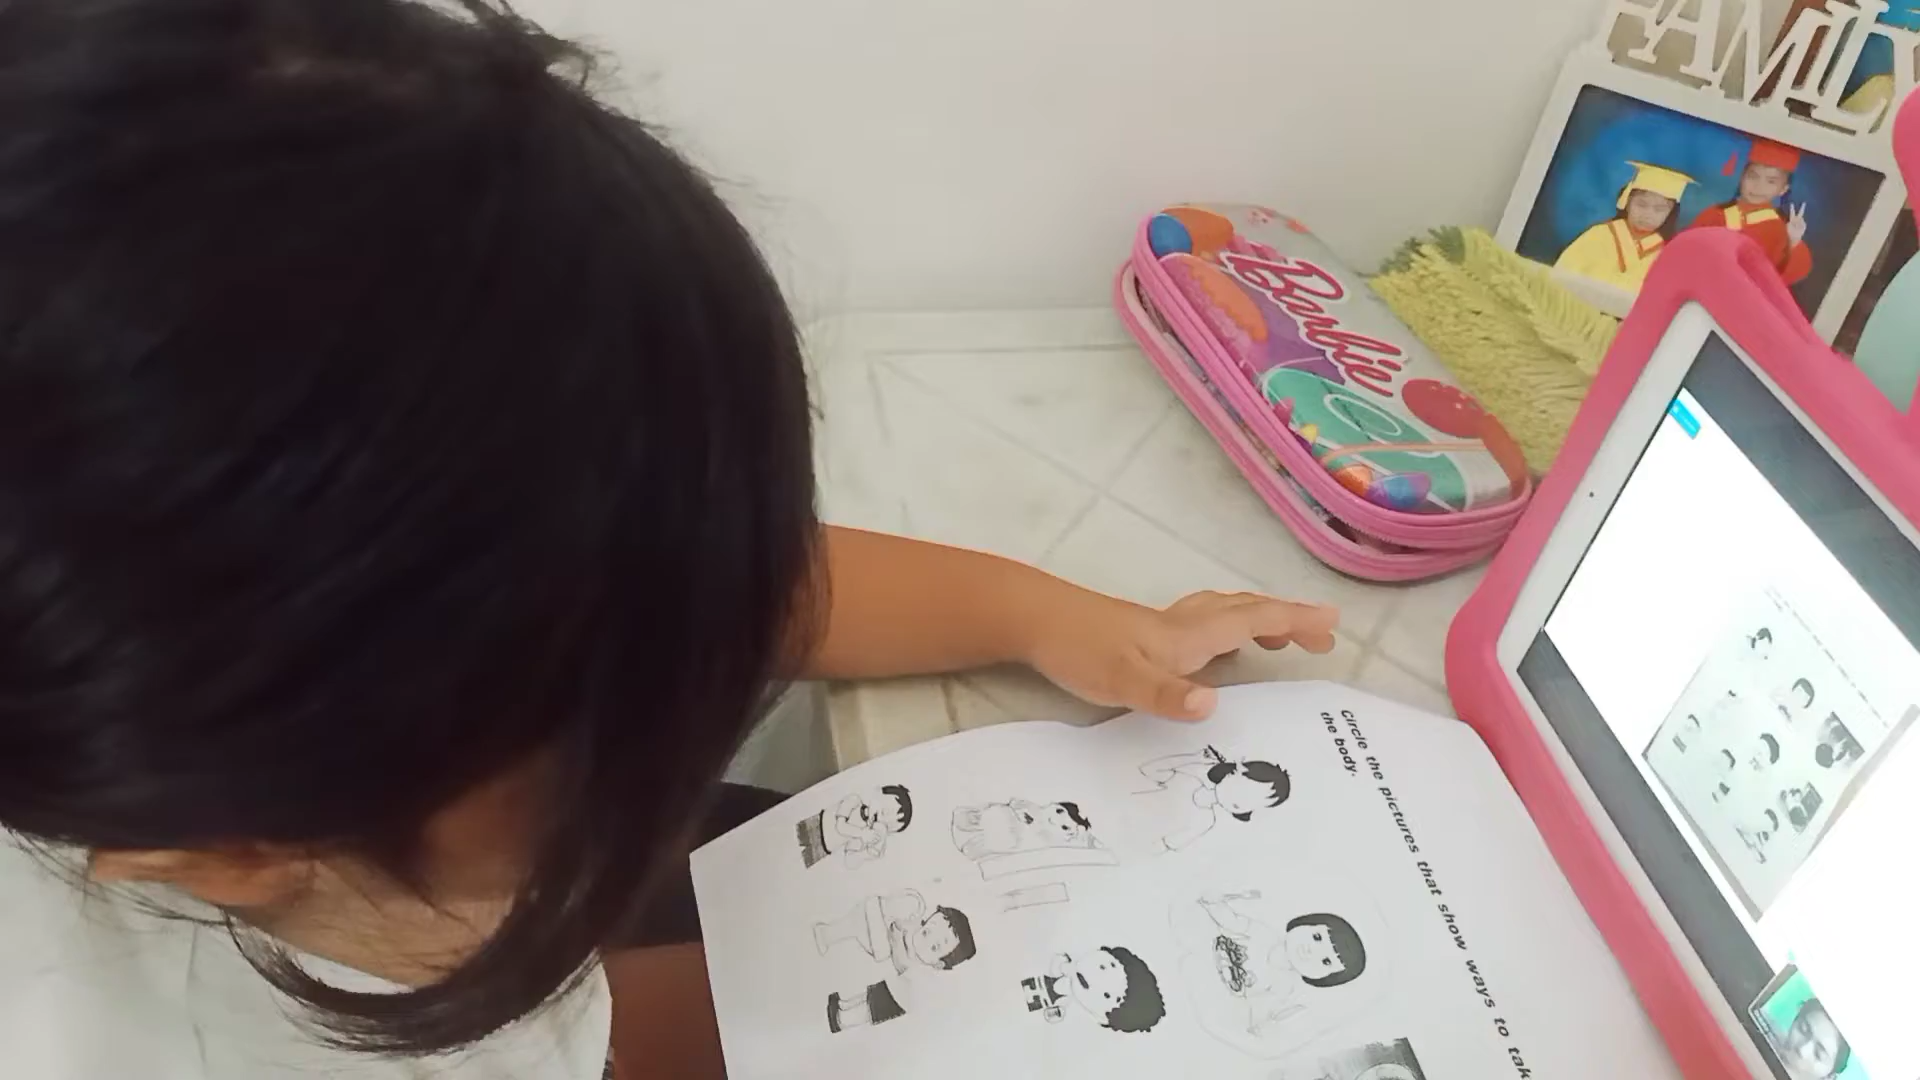 FAMILY
Barbie
Circle the pictures that show ways to tak
the body.